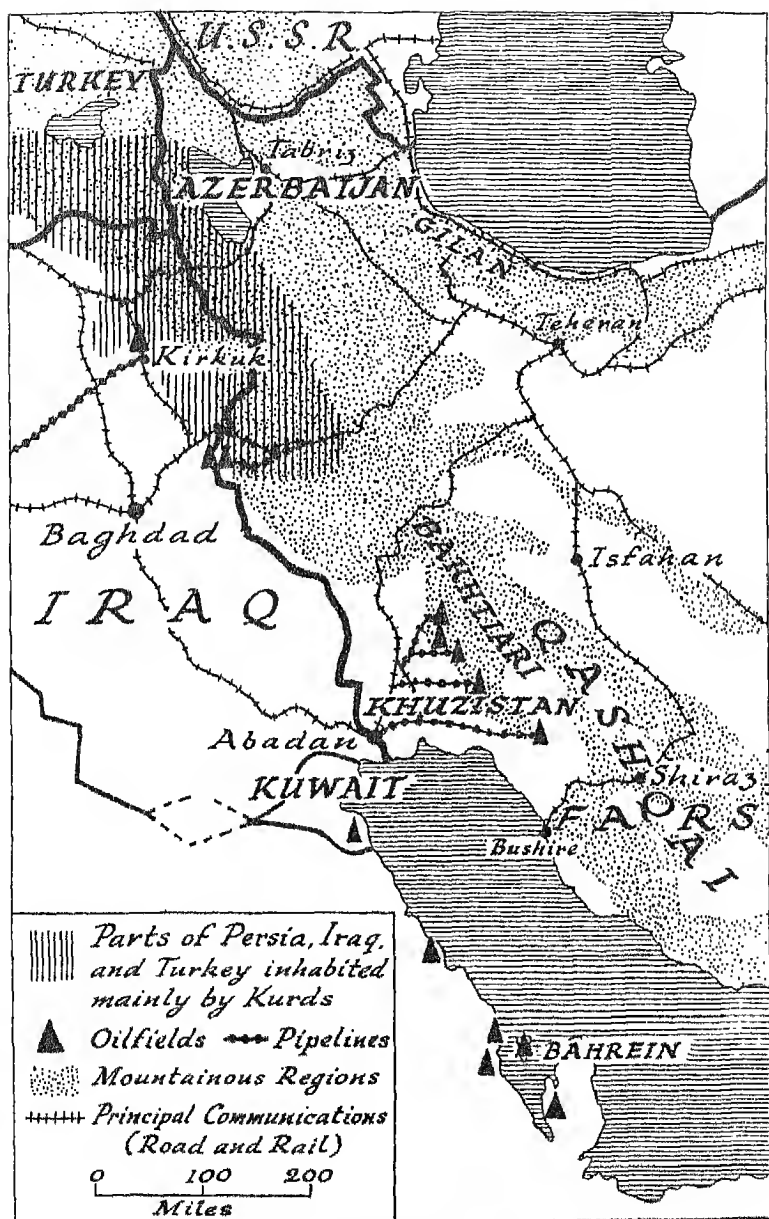 U.S.S.R.
TURKEY
Tabriz
AZERBAIJAN
GILAN
Teheran
Kirkuk
Baghdad
IRAQ
Isfahan
BAKHTIARI
QASHQAI
KHUZISTAN
Abadan
Shiraz
KUWAIT
FARS
Bushire
Parts of Persia, Iraq,
and Turkey inhabited
mainly by Kurds
Oilfields Pipelines
BAHREIN
Mountainous Regions
Principal Communications
(Road and Rail)
0 100 200
Miles